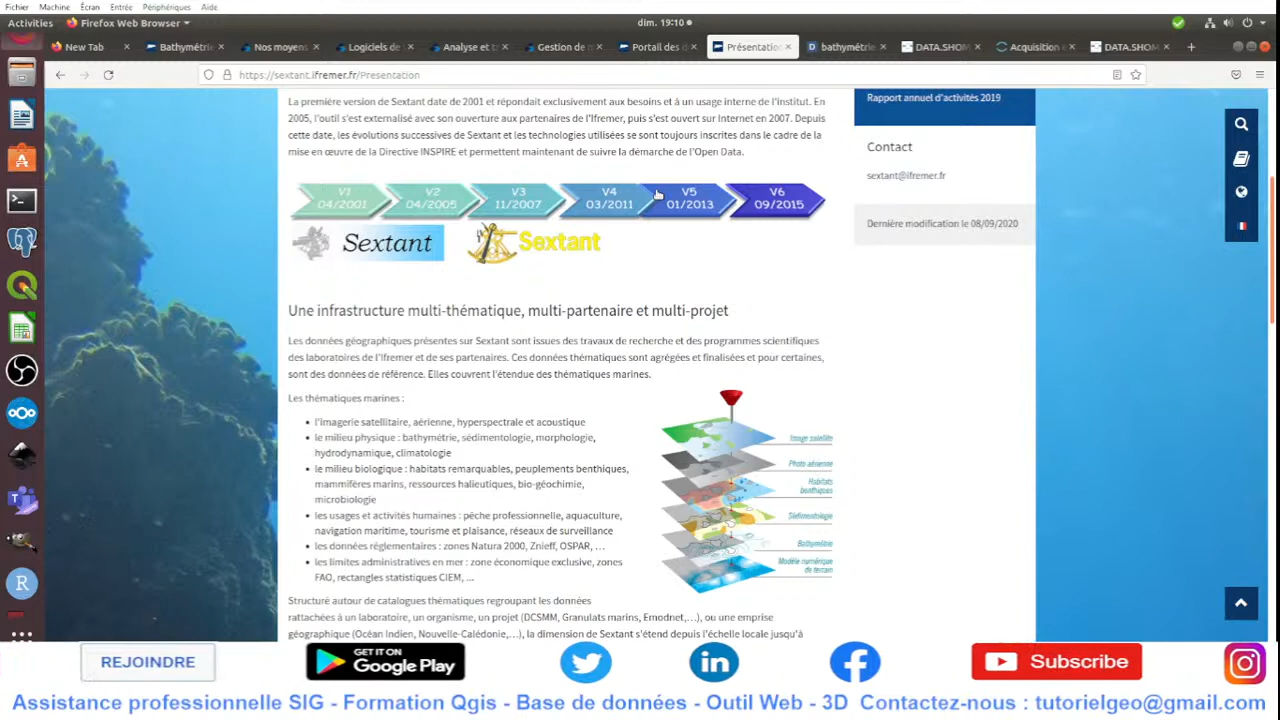 Fichier Machine Écran Entrée Périphériques Aide
Activities Firefox Web Browser dim. 19:10
New Tab Bathymétrie Nos moyens Logiciels de Analyse et t Gestion de m Portail des d Présentatio bathymétrie DATA.SHOM Acquisition e DATA.SHOM
https://sextant.ifremer.fr/Presentation
La première version de Sextant date de 2001 et répondait exclusivement aux besoins et à un usage interne de l'institut. En
2005, l'outil s'est externalisé avec son ouverture aux partenaires de l'Ifremer, puis s'est ouvert sur Internet en 2007. Depuis
cette date, les évolutions successives de Sextant et les technologies utilisées se sont toujours inscrites dans le cadre de la
mise en œuvre de la Directive INSPIRE et permettent maintenant de suivre la démarche de l'Open Data.
Rapport annuel d'activités 2019
Contact
sextant@ifremer.fr
Dernière modification le 08/09/2020
V1 V2 V3 V4 V5 V6
04/2001 04/2005 11/2007 03/2011 01/2013 09/2015
Sextant Sextant
Une infrastructure multi-thématique, multi-partenaire et multi-projet
Les données géographiques présentes sur Sextant sont issues des travaux de recherche et des programmes scientifiques
des laboratoires de l'Ifremer et de ses partenaires. Ces données thématiques sont agrégées et finalisées et pour certaines,
sont des données de référence. Elles couvrent l'étendue des thématiques marines.
Les thématiques marines :
l'imagerie satellitaire, aérienne, hyperspectrale et acoustique
le milieu physique : bathymétrie, sédimentologie, morphologie,
hydrodynamique, climatologie
le milieu biologique : habitats remarquables, peuplements benthiques,
mammifères marins, ressources halieutiques, bio-géochimie,
microbiologie
les usages et activités humaines : pêche professionnelle, aquaculture,
navigation maritime, tourisme et plaisance, réseaux de surveillance
les données réglementaires : zones Natura 2000, Znieff, OSPAR, ...
les limites administratives en mer : zone économique exclusive, zones
FAO, rectangles statistiques CIEM, ...
Image satellite
Photo aérienne
Habitats
benthiques
Sédimentologie
Bathymétrie
Modèle numérique
de terrain
Structuré autour de catalogues thématiques regroupant les données
rattachées à un laboratoire, un organisme, un projet (DCSMM, Granulats marins, Emodnet,...), ou une emprise
géographique (Océan Indien, Nouvelle-Calédonie,...), la dimension de Sextant s'étend depuis l'échelle locale jusqu'à
REJOINDRE
GET IT ON
Google Play
Subscribe
Assistance professionnelle SIG - Formation Qgis - Base de données - Outil Web - 3D Contactez-nous : tutorielgeo@gmail.com